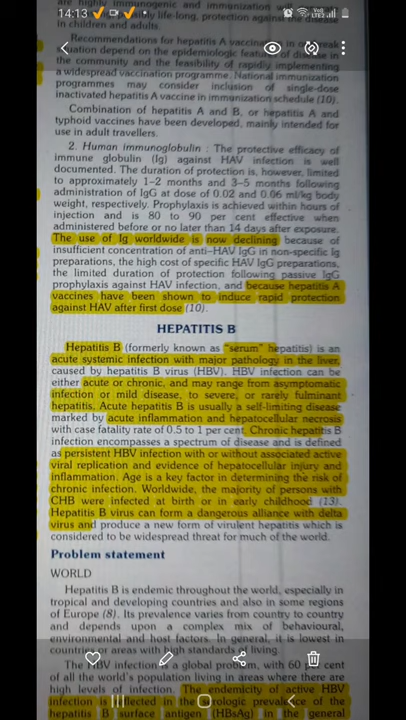 14:13
are highly immunogenic and immunization will
life-long, protection against the disease
in children and adults.
Recommendations for hepatitis A vaccination in outbreak
situation depend on the epidemiologic features of disease in
the community and the feasibility of rapidly implementing
a widespread vaccination programme. National immunization
programmes may consider inclusion of single-dose
inactivated hepatitis A vaccine in immunization schedule (10).
Combination of hepatitis A and B, or hepatitis A and
typhoid vaccines have been developed, mainly intended for
use in adult travellers.
2. Human immunoglobulin : The protective efficacy of
immune globulin (Ig) against HAV infection is well
documented. The duration of protection is, however, limited
to approximately 1-2 months and 3-5 months following
administration of IgG at dose of 0.02 and 0.06 ml/kg body
weight, respectively. Prophylaxis is achieved within hours of
injection and is 80 to 90 per cent effective when
administered before or no later than 14 days after exposure.
The use of Ig worldwide is now declining because of
insufficient concentration of anti-HAV IgG in non-specific Ig
preparations, the high cost of specific HAV IgG preparations,
the limited duration of protection following passive IgG
prophylaxis against HAV infection, and because hepatitis A
vaccines have been shown to induce rapid protection
against HAV after first dose (10).
HEPATITIS B
Hepatitis B (formerly known as "serum" hepatitis) is an
acute systemic infection with major pathology in the liver,
caused by hepatitis B virus (HBV). HBV infection can be
either acute or chronic, and may range from asymptomatic
infection or mild disease, to severe, or rarely fulminant
hepatitis. Acute hepatitis B is usually a self-limiting disease
marked by acute inflammation and hepatocellular necrosis
with case fatality rate of 0.5 to 1 per cent. Chronic hepatitis B
infection encompasses a spectrum of disease and is defined
as persistent HBV infection with or without associated active
viral replication and evidence of hepatocellular injury and
inflammation. Age is a key factor in determining the risk of
chronic infection. Worldwide, the majority of persons with
CHB were infected at birth or in early childhood (13).
Hepatitis B virus can form a dangerous alliance with delta
virus and produce a new form of virulent hepatitis which is
considered to be widespread threat for much of the world.
Problem statement
WORLD
Hepatitis B is endemic throughout the world, especially in
tropical and developing countries and also in some regions
of Europe (8). Its prevalence varies from country to country
and depends upon a complex mix of behavioural,
environmental and host factors. In general, it is lowest in
countries or areas with high standards of living.
The HBV infection is a global problem, with 60 per cent
of all the world's population living in areas where there are
high levels of infection. The endemicity of active HBV
infection is reflected in the serologic prevalence of the
hepatitis B surface antigen (HBsAg) in the general